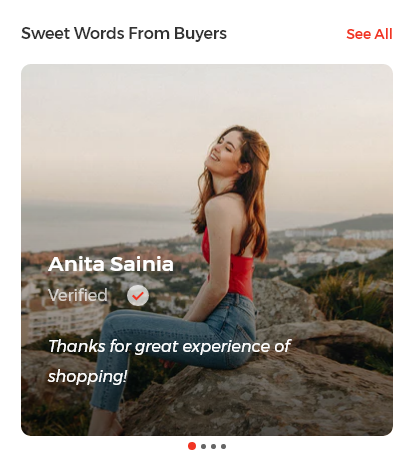 Sweet Words From Buyers
See All
Anita Sainia
Verified
Thanks for great experience of
shopping!